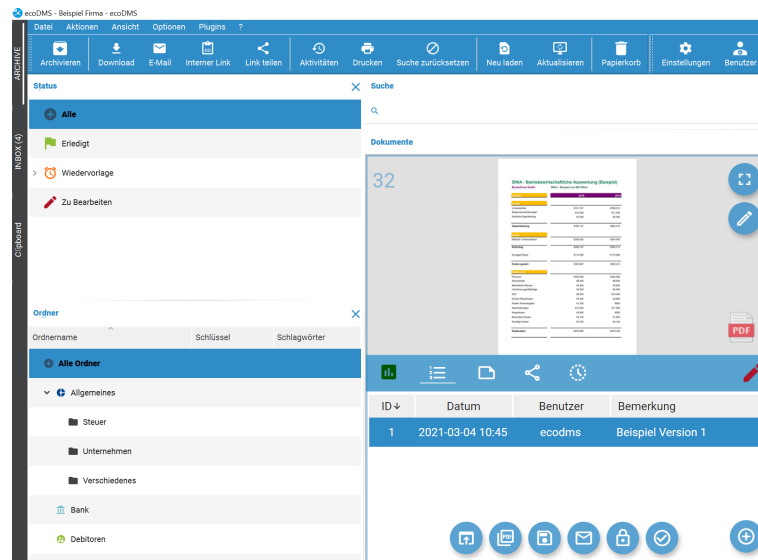 ecoDMS - Beispiel Firma - ecoDMS
Datei Aktionen Ansicht Optionen Plugins ?
Archivieren Download E-Mail Interner Link Link teilen Aktivitäten Drucken Suche zurücksetzen Neu laden Aktualisieren Papierkorb Einstellungen Benutzer
ARCHIVE
INBOX (4)
Clipboard
Status
Alle
Erledigt
Wiedervorlage
Zu Bearbeiten
Ordner
Ordnername Schlüssel Schlagwörter
Alle Ordner
Allgemeines
Steuer
Unternehmen
Verschiedenes
Bank
Debitoren
Suche
Dokumente
32
BWA - Betriebswirtschaftliche Auswertung (Beispiel)
PDF
ID Datum Benutzer Bemerkung
1 2021-03-04 10:45 ecodms Beispiel Version 1
PDF